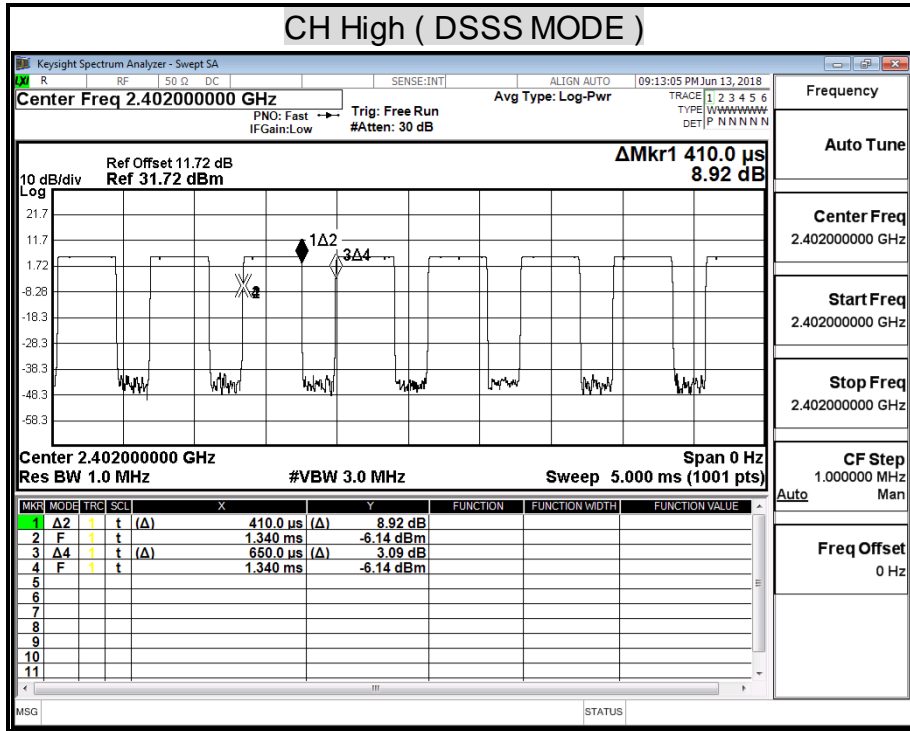 CH High ( DSSS MODE )
Keysight Spectrum Analyzer - Swept SA
LXI R RF 50 Ω DC SENSE:INT ALIGN AUTO 09:13:05 PM Jun 13, 2018
Center Freq 2.402000000 GHz
PNO: Fast
IFGain:Low
Trig: Free Run
#Atten: 30 dB
Avg Type: Log-Pwr
TRACE 1 2 3 4 5 6
TYPE WWWWWW
DET P N N N N N
Ref Offset 11.72 dB
Ref 31.72 dBm
10 dB/div
Log
ΔMkr1 410.0 µs
8.92 dB
21.7
11.7
1.72
-8.28
-18.3
-28.3
-38.3
-48.3
-58.3
1Δ2
3Δ4
Center 2.402000000 GHz Span 0 Hz
Res BW 1.0 MHz #VBW 3.0 MHz Sweep 5.000 ms (1001 pts)
MKR MODE TRC SCL X Y FUNCTION FUNCTION WIDTH FUNCTION VALUE
1 Δ2 1 t (Δ) 410.0 µs (Δ) 8.92 dB
2 F 1 t 1.340 ms -6.14 dBm
3 Δ4 1 t (Δ) 650.0 µs (Δ) 3.09 dB
4 F 1 t 1.340 ms -6.14 dBm
5
6
7
8
9
10
11
MSG STATUS
Frequency
Auto Tune
Center Freq
2.402000000 GHz
Start Freq
2.402000000 GHz
Stop Freq
2.402000000 GHz
CF Step
1.000000 MHz
Auto Man
Freq Offset
0 Hz